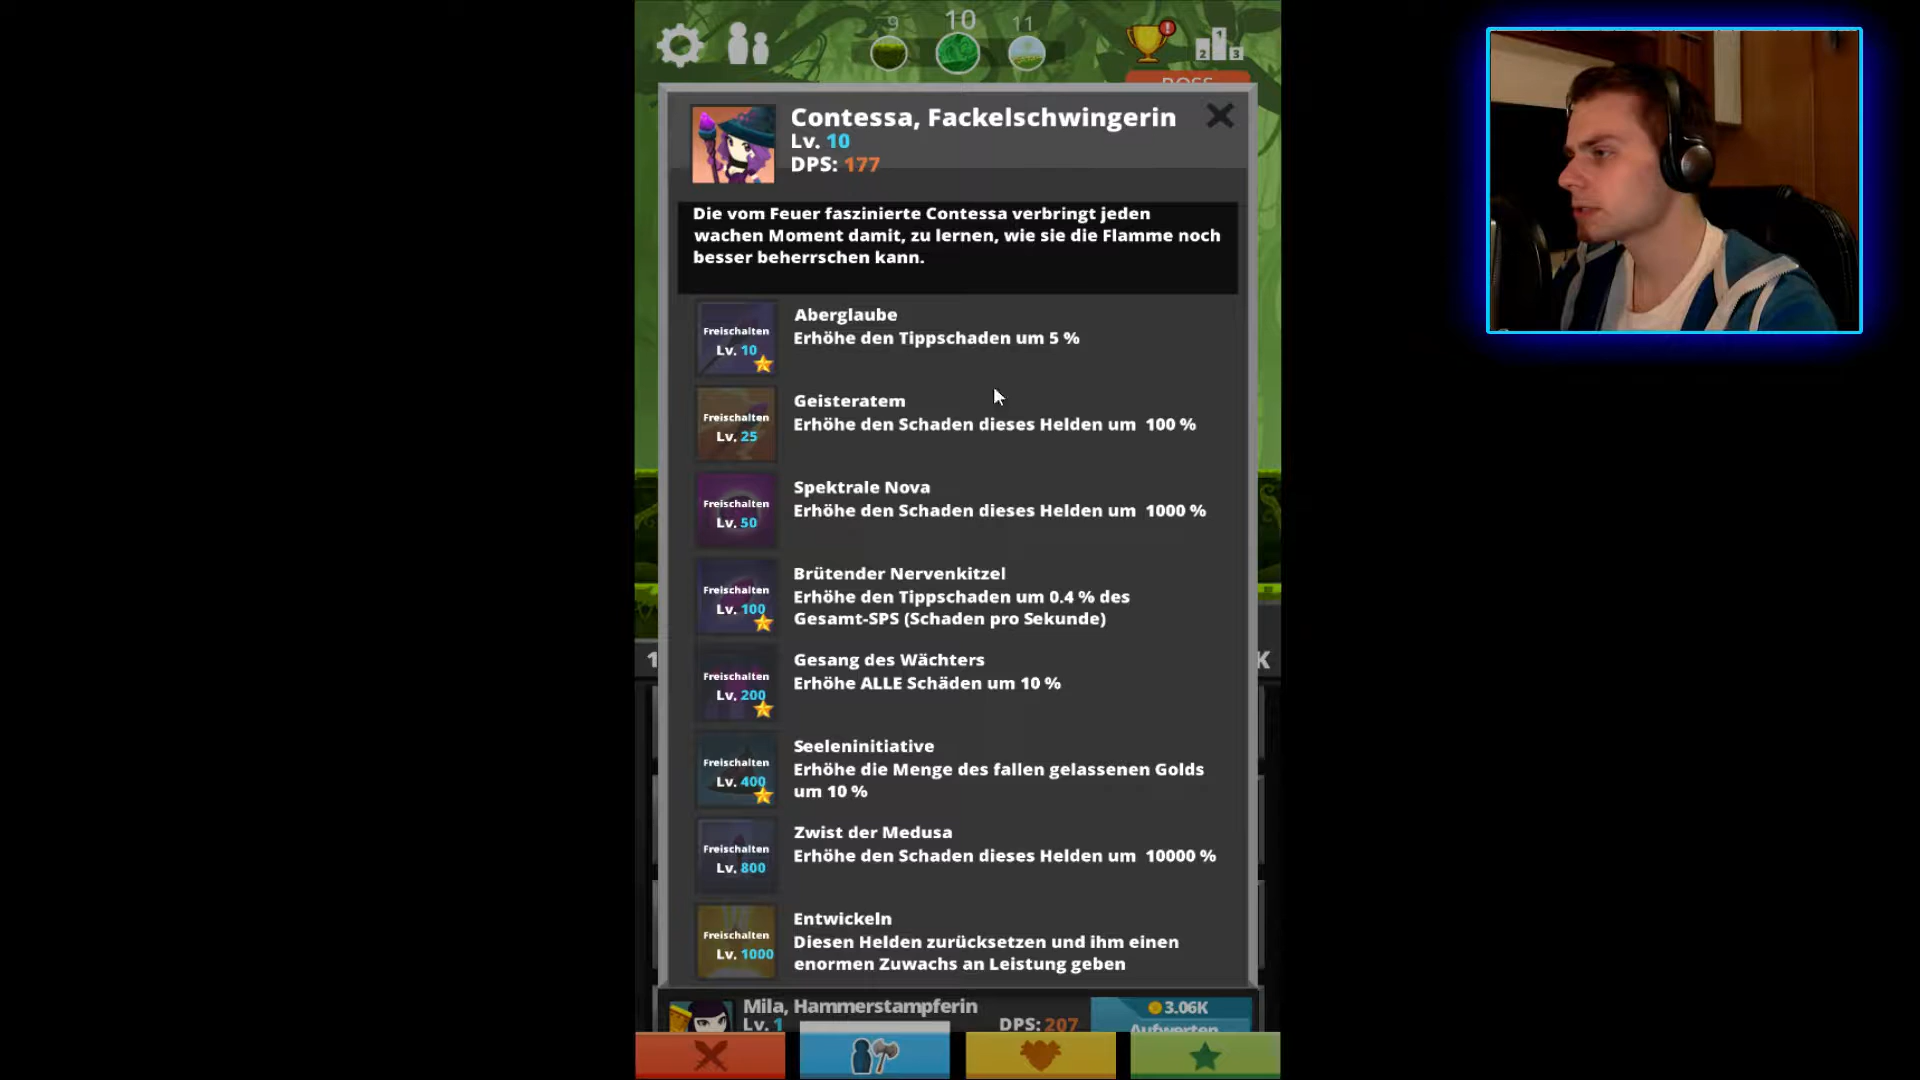 9 10 11
1 2 3
BOSS
Contessa, Fackelschwingerin
Lv. 10
DPS: 177
Die vom Feuer faszinierte Contessa verbringt jeden
wachen Moment damit, zu lernen, wie sie die Flamme noch
besser beherrschen kann.
Freischalten
Lv. 10
Aberglaube
Erhöhe den Tippschaden um 5 %
Freischalten
Lv. 25
Geisteratem
Erhöhe den Schaden dieses Helden um 100 %
Freischalten
Lv. 50
Spektrale Nova
Erhöhe den Schaden dieses Helden um 1000 %
Freischalten
Lv. 100
Brütender Nervenkitzel
Erhöhe den Tippschaden um 0.4 % des
Gesamt-SPS (Schaden pro Sekunde)
Freischalten
Lv. 200
Gesang des Wächters
Erhöhe ALLE Schäden um 10 %
Freischalten
Lv. 400
Seeleninitiative
Erhöhe die Menge des fallen gelassenen Golds
um 10 %
Freischalten
Lv. 800
Zwist der Medusa
Erhöhe den Schaden dieses Helden um 10000 %
Freischalten
Lv. 1000
Entwickeln
Diesen Helden zurücksetzen und ihm einen
enormen Zuwachs an Leistung geben
Mila, Hammerstampferin
Lv. 1
DPS: 207
3.06K
Aufwerten